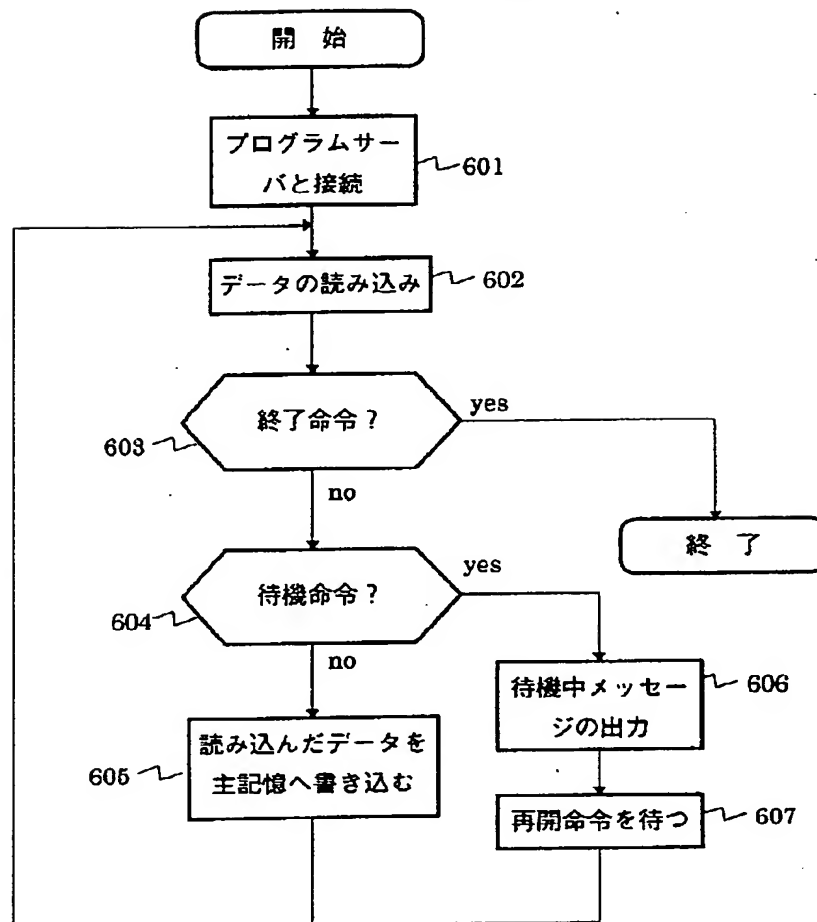 開 始
プログラムサー
バと接続
601
データの読み込み
602
終了命令？
yes
603
no
終 了
待機命令？
yes
604
no
待機中メッセー
ジの出力
606
読み込んだデータを
主記憶へ書き込む
605
再開命令を待つ
607